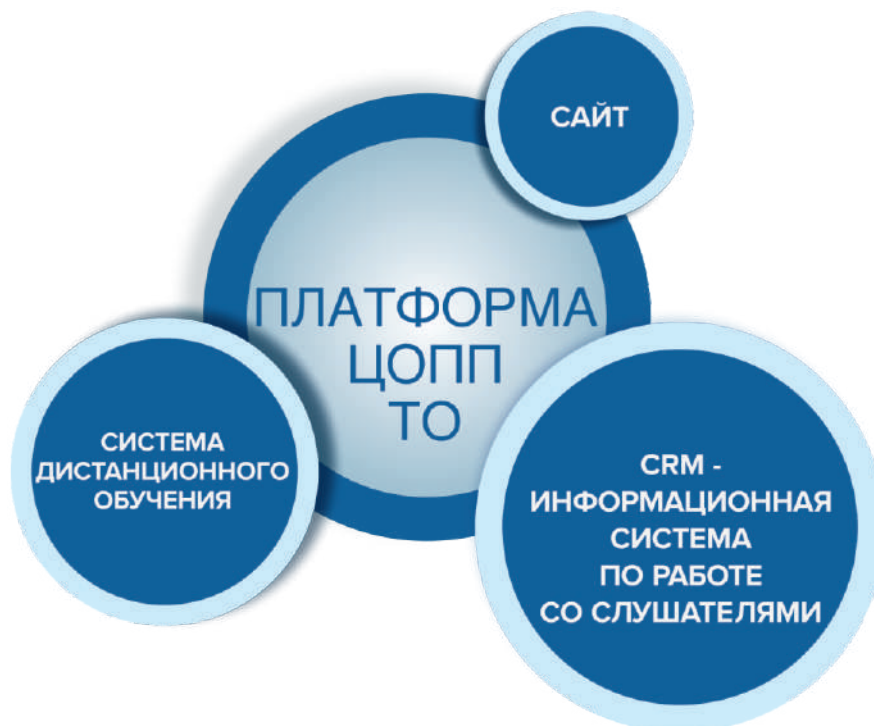 САЙТ
ПЛАТФОРМА
ЦОПП
ТО
СИСТЕМА
ДИСТАНЦИОННОГО
ОБУЧЕНИЯ
CRM -
ИНФОРМАЦИОННАЯ
СИСТЕМА
ПО РАБОТЕ
СО СЛУШАТЕЛЯМИ